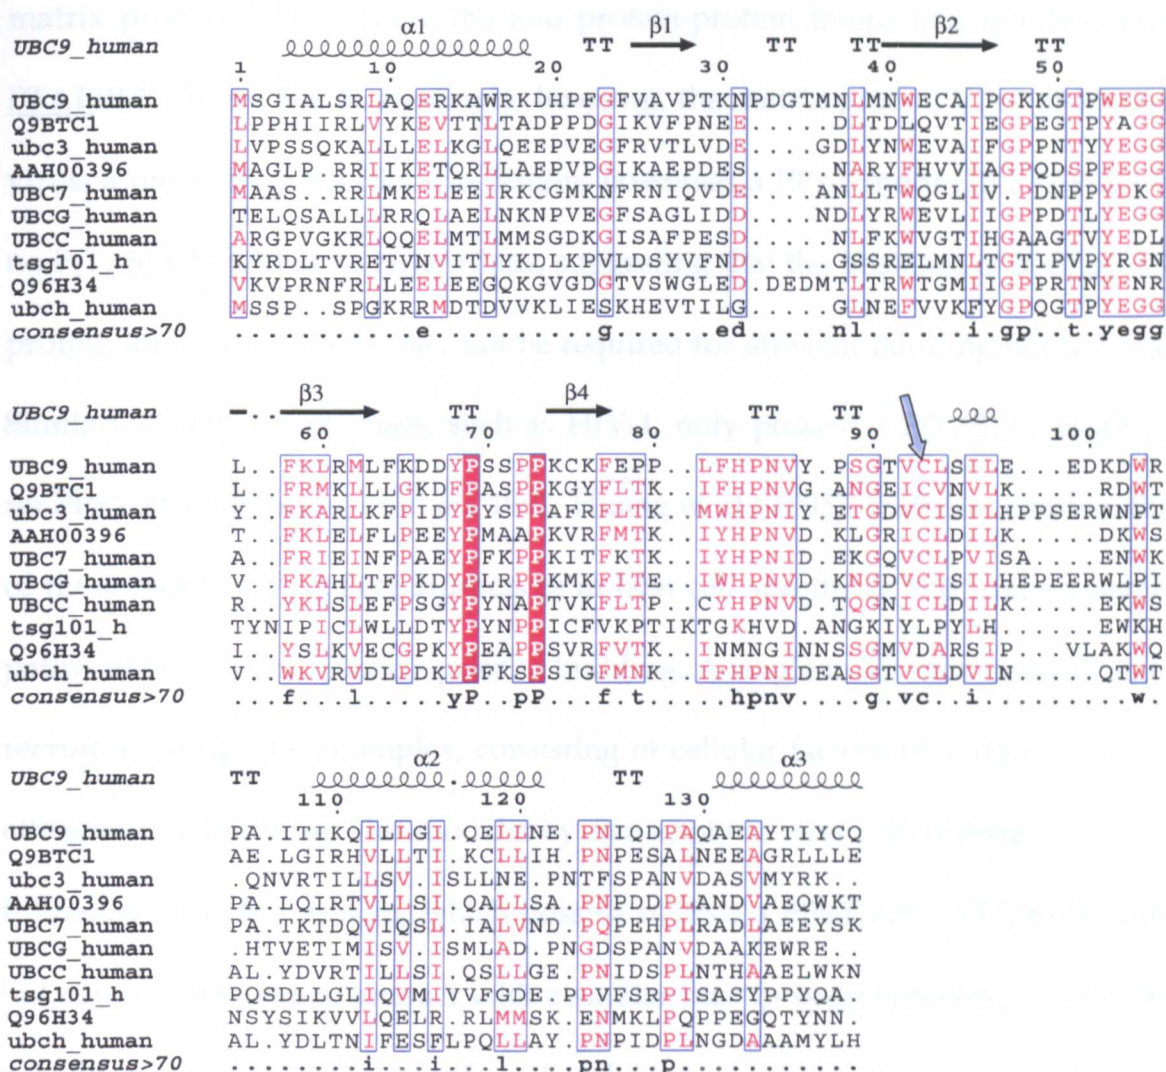 α1 β1 β2
UBC9_human TT TT TT TT
1 10 20 30 40 50
UBC9_human MSGIALSRLAQERKAWRKDHPFGFVAVPTKNPDGTMNLMNWECAIPGKKGTPWEGG
Q9BTC1 LPPHIIRLVYKEVTTLTADPPDGIKVFPNEE.....DLTDLQVTIEGPEGTPYAGG
ubc3_human LVPSSQKALLLELKGLQEEPVEGFRVTLVDE....GDLYNWEVAIFGPPNTYYEGG
AAH00396 MAGLP.RRIIKETQRLLAEPVPGIKAEPDES.....NARYFHVVIAGPQDSPFEGG
UBC7_human MAAS.RRLMKELEEIRKCGMKNFRNIQVDE....ANLLTWQGLIV.PDNPPYDKG
UBCG_human TELQSALLLRRQLAELNKNPVEGFSAGLIDD....NDLYRWEVLIIGPPDTLYEGG
UBCC_human ARGPVGKRLQQELMTLMMSGDKGISAFPESD.....NLFKWVGTIHGAAGTVYEDL
tsg101_h KYRDLTVRETVNVITLYKDLKPVLDSYVFND....GSSRELMNLTGTIPVPYRGN
Q96H34 VKVPRNFRLLEELEEGQKGVGDGTVSWGLED.DEDMTLTRWTGMIIGPPRTNYENR
ubch_human MSSP..SPGKRRMDTDVVKLIESKHEVTILG.....GLNEFVVKFYGPQGTPYEGG
consensus>70 ...........e...........g......ed......nl......i.gp..t.yegg
β3 β4
UBC9_human TT TT TT
60 70 80 90 100
UBC9_human L..FKLRMLFKDDYPSSPPKCKFEPP..LFHPNVY.PSGTVCLSILE...EDKDWR
Q9BTC1 L..FRMKLLLGKDFPASPPKGYFLTK..IFHPNVG.ANGEICVNVLK.....RDWT
ubc3_human Y..FKARLKFPIDYPYSPPAFRFLTK..MWHPNIY.ETGDVCISILHPPSERWNPT
AAH00396 T..FKLELFLPEEYPMAAPKVRFMTK..IYHPNVD.KLGRICLDILK.....DKWS
UBC7_human A..FRIEINFPAEYPFKPPKITFKTK..IYHPNID.EKGQVCLPVISA....ENWK
UBCG_human V..FKAHLTFPKDYPLRPPKMKFITE..IWHPNVD.KNGDVCISILHEPEERWLPI
UBCC_human R..YKLSLEFPSGYPYNAPTVKFLTP..CYHPNVD.TQGNICLDILK.....EKWS
tsg101_h TYNIPICLWLLDTYPYNPPICFVKPTIKTGKHVD.ANGKIYLPYLH.....EWKH
Q96H34 I..YSLKVECGPKYPEAPPSVRFVTK..INMNGINNSSGMVDARSIP..VLAKWQ
ubch_human V..WKVRVDLPDKYPFKSPSIGFMNK..IFHPNIDEASGTVCLDVIN.....QTWT
consensus>70 ...f...l.....yP..pP...f.t....hpnv....g..vc...i.........w.
α2 α3
UBC9_human TT TT
110 120 130
UBC9_human PA.ITIKQILLGI.QELLNE.PNIQDPAQAEAYTIYCQ
Q9BTC1 AE.LGIRHVLLTI.KCLLIH.PNPESALNEEAGRLLLE
ubc3_human .QNVRTILLSV.ISLLNE.PNTFSPANVDASVMYRK..
AAH00396 PA.LQIRTVLLSI.QALLSA.PNPDDPLANDVAEQWKT
UBC7_human PA.TKTDQVIQSLI.IALVNDIPQPEHPLRADLAEEYSK
UBCG_human .HTVETIMISV.ISMLAD.PNGDSPANVDAAKEWRE..
UBCC_human AL.YDVRTILLSI.QSLLGE.PNIDSPLNTHAAELWKN
tsg101_h PQSDLLGLIQVMIVVFGDE.PPVFSRPISASYPPYQA.
Q96H34 NSYSIKVVLQELR.RLMMSK.ENMKLPQPPEGQTYNN.
ubch_human AL.YDLTNIFESFLPQLLAY.PNPIDPLNGDAAAMYLH
consensus>70 ........i..i...l....pn...p..........